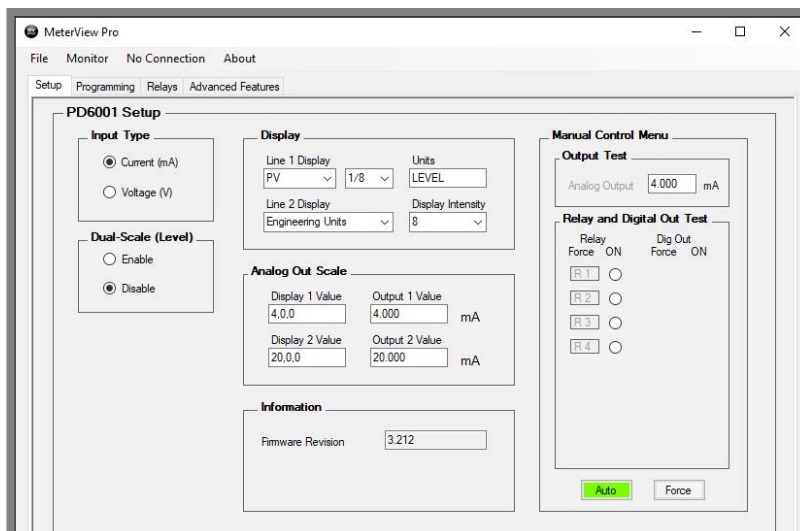 MeterView Pro
File Monitor No Connection About
Setup Programming Relays Advanced Features
PD6001 Setup
Input Type
Current (mA)
Voltage (V)
Dual-Scale (Level)
Enable
Disable
Display
Line 1 Display Units
PV 1/8 LEVEL
Line 2 Display Display Intensity
Engineering Units 8
Analog Out Scale
Display 1 Value Output 1 Value
4,0,0 4.000 mA
Display 2 Value Output 2 Value
20,0,0 20.000 mA
Information
Firmware Revision 3.212
Manual Control Menu
Output Test
Analog Output 4.000 mA
Relay and Digital Out Test
Relay Dig Out
Force ON Force ON
R 1
R 2
R 3
R 4
Auto Force